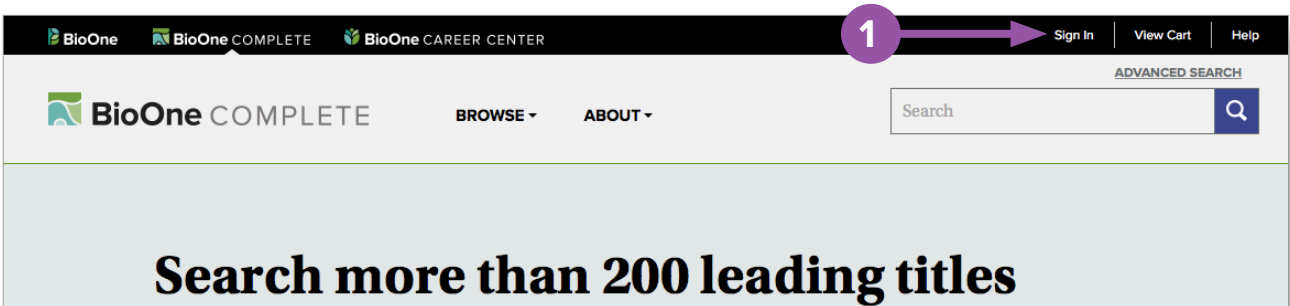 BioOne BioOne COMPLETE BioOne CAREER CENTER 1 Sign In View Cart Help
ADVANCED SEARCH
BioOne COMPLETE BROWSE ABOUT Search
Search more than 200 leading titles